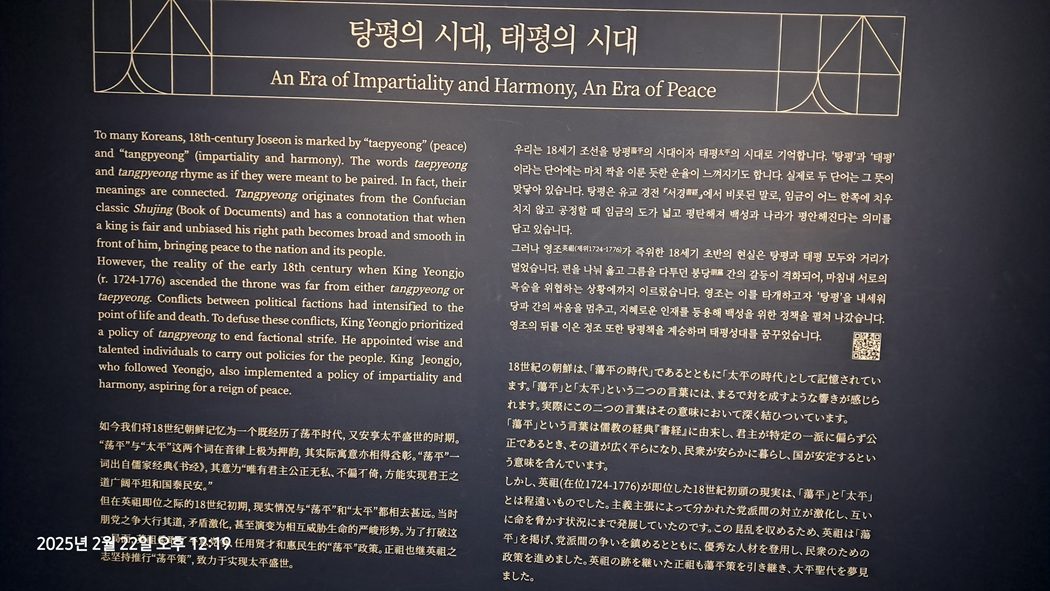 탕평의 시대, 태평의 시대
An Era of Impartiality and Harmony, An Era of Peace
To many Koreans, 18th-century Joseon is marked by “taepyeong” (peace)
and “tangpyeong” (impartiality and harmony). The words taepyeong
and tangpyeong rhyme as if they were meant to be paired. In fact, their
meanings are connected. Tangpyeong originates from the Confucian
classic Shujing (Book of Documents) and has a connotation that when
a king is fair and unbiased his right path becomes broad and smooth in
front of him, bringing peace to the nation and its people.
However, the reality of the early 18th century when King Yeongjo
(r. 1724-1776) ascended the throne was far from either tangpyeong or
taepyeong. Conflicts between political factions had intensified to the
point of life and death. To defuse these conflicts, King Yeongjo prioritized
a policy of tangpyeong to end factional strife. He appointed wise and
talented individuals to carry out policies for the people. King Jeongjo,
who followed Yeongjo, also implemented a policy of impartiality and
harmony, aspiring for a reign of peace.
如今我们将18世纪朝鲜记忆为一个既经历了荡平时代, 又安享太平盛世的时期。
“荡平”与“太平”这两个词在音律上极为押韵, 其实际寓意亦相得益彰。“荡平”一
词出自儒家经典《书经》, 其意为“唯有君主公正无私、不偏不倚, 方能实现君王之
道广阔平坦和国泰民安。”
但在英祖即位之际的18世纪初期, 现实情况与“荡平”和“太平”都相去甚远。当时
朋党之争大行其道, 矛盾激化, 甚至演变为相互威胁生命的严峻形势。为了打破这
任用贤才和惠民生的“荡平”政策。正祖也继英祖之
志坚持推行“荡平策”, 致力于实现太平盛世。
우리는 18세기 조선을 탕평蕩平의 시대이자 태평太平의 시대로 기억합니다. ‘탕평’과 ‘태평’
이라는 단어에는 마치 짝을 이룬 듯한 운율이 느껴지기도 합니다. 실제로 두 단어는 그 뜻이
맞닿아 있습니다. 탕평은 유교 경전 『서경書經』에서 비롯된 말로, 임금이 어느 한쪽에 치우
치지 않고 공정할 때 임금의 도가 넓고 평탄해져 백성과 나라가 평안해진다는 의미를
담고 있습니다.
그러나 영조英祖(재위1724-1776)가 즉위한 18세기 초반의 현실은 탕평과 태평 모두와 거리가
멀었습니다. 편을 나눠 옳고 그름을 다투던 붕당朋黨 간의 갈등이 격화되어, 마침내 서로의
목숨을 위협하는 상황에까지 이르렀습니다. 영조는 이를 타개하고자 ‘탕평’을 내세워
당파 간의 싸움을 멈추고, 지혜로운 인재를 등용해 백성을 위한 정책을 펼쳐 나갔습니다.
영조의 뒤를 이은 정조 또한 탕평책을 계승하며 태평성대를 꿈꾸었습니다.
18世紀の朝鮮は、「蕩平の時代」であるとともに「太平の時代」として記憶されてい
ます。「蕩平」と「太平」という二つの言葉には、まるで対を成すような響きが感じら
れます。実際にこの二つの言葉はその意味において深く結びついています。
「蕩平」という言葉は儒教の経典『書経』に由来し、君主が特定の一派に偏らず公
正であるとき、その道が広く平らになり、民衆が安らかに暮らし、国が安定するとい
う意味を含んでいます。
しかし、英祖(在位1724-1776)が即位した18世紀初頭の現実は、「蕩平」と「太平」
とは程遠いものでした。主義主張によって分かれた党派間の対立が激化し、互い
に命を脅かす状況にまで発展していたのです。この混乱を収めるため、英祖は「蕩
平」を掲げ、党派間の争いを鎮めるとともに、優秀な人材を登用し、民衆のための
政策を進めました。英祖の跡を継いだ正祖も蕩平策を引き継ぎ、太平聖代を夢見
ました。
2025년 2월 22일 오후 12:19